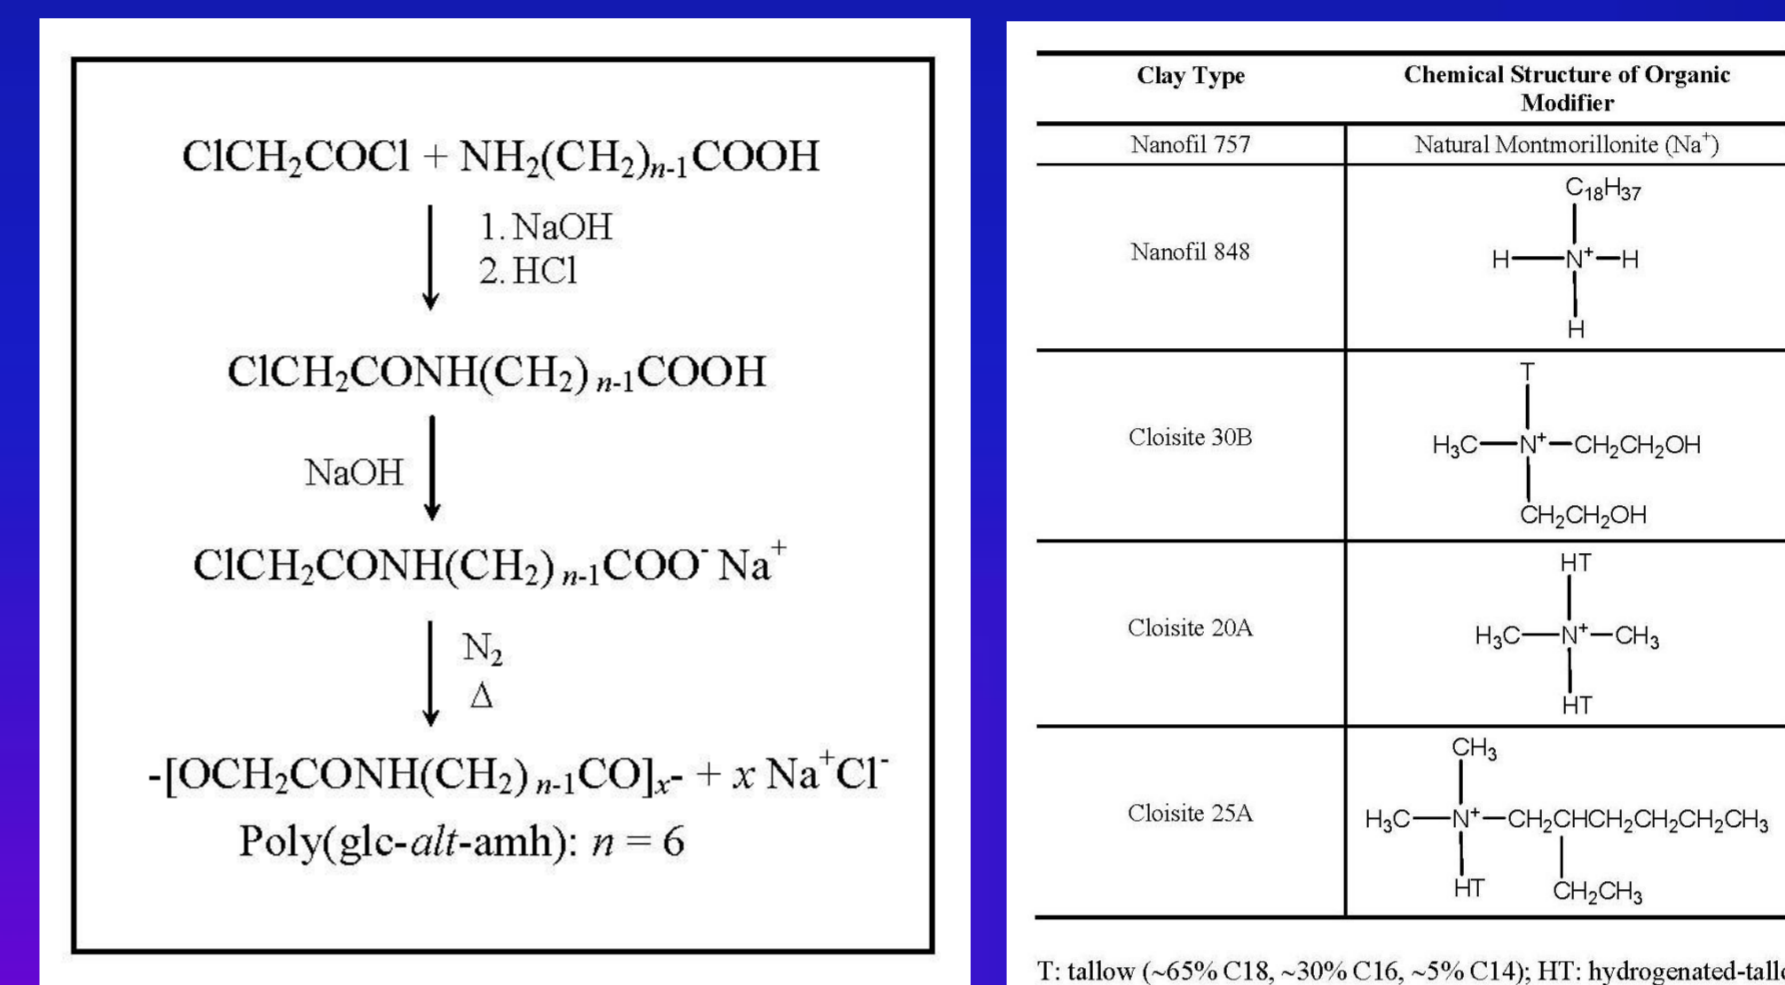 ClCH₂COCl + NH₂(CH₂)ₙ₋₁COOH
1. NaOH
2. HCl
ClCH₂CONH(CH₂)ₙ₋₁COOH
NaOH
ClCH₂CONH(CH₂)ₙ₋₁COO⁻ Na⁺
N₂
Δ
-[OCH₂CONH(CH₂)ₙ₋₁CO]ₓ- + x Na⁺Cl⁻
Poly(glc-alt-amh): n = 6
Clay Type Chemical Structure of Organic
Modifier
Nanofil 757 Natural Montmorillonite (Na⁺)
C₁₈H₃₇
Nanofil 848 H—N⁺—H
H
T
Cloisite 30B H₃C—N⁺—CH₂CH₂OH
CH₂CH₂OH
HT
Cloisite 20A H₃C—N⁺—CH₃
HT
CH₃
Cloisite 25A H₃C—N⁺—CH₂CHCH₂CH₂CH₂CH₃
HT CH₂CH₃
T: tallow (~65% C18, ~30% C16, ~5% C14); HT: hydrogenated-tall